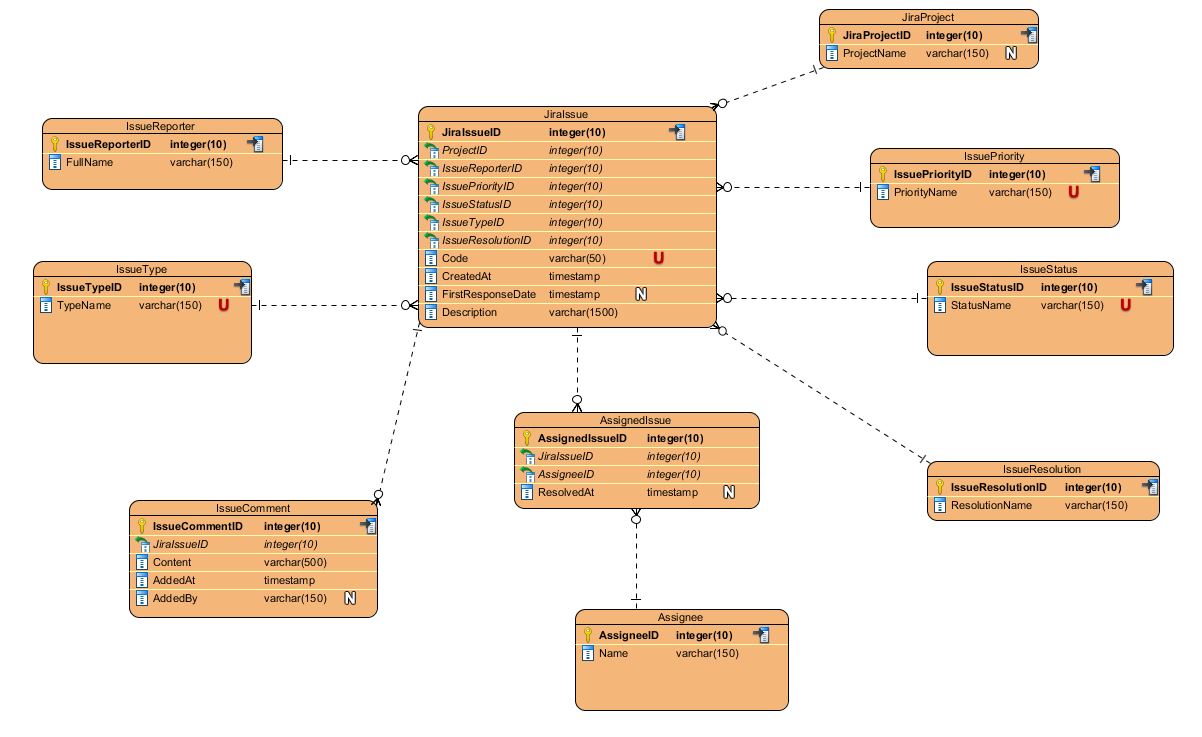 JiraProject
JiraProjectID integer(10)
ProjectName varchar(150) N
JiraIssue
JiraIssueID integer(10)
ProjectID integer(10)
IssueReporterID integer(10)
IssuePriorityID integer(10)
IssueStatusID integer(10)
IssueTypeID integer(10)
IssueResolutionID integer(10)
Code varchar(50) U
CreatedAt timestamp
FirstResponseDate timestamp N
Description varchar(1500)
IssueReporter
IssueReporterID integer(10)
FullName varchar(150)
IssuePriority
IssuePriorityID integer(10)
PriorityName varchar(150) U
IssueType
IssueTypeID integer(10)
TypeName varchar(150) U
IssueStatus
IssueStatusID integer(10)
StatusName varchar(150) U
AssignedIssue
AssignedIssueID integer(10)
JiraIssueID integer(10)
AssigneeID integer(10)
ResolvedAt timestamp N
IssueResolution
IssueResolutionID integer(10)
ResolutionName varchar(150)
IssueComment
IssueCommentID integer(10)
JiraIssueID integer(10)
Content varchar(500)
AddedAt timestamp
AddedBy varchar(150) N
Assignee
AssigneeID integer(10)
Name varchar(150)